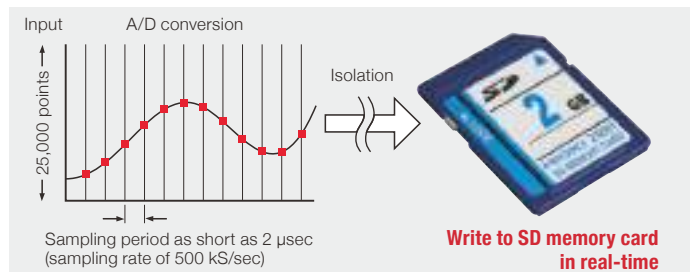 Input
A/D conversion
25,000 points
Isolation
SD
2
GB
Sampling period as short as 2 μsec
(sampling rate of 500 kS/sec)
Write to SD memory card
in real-time